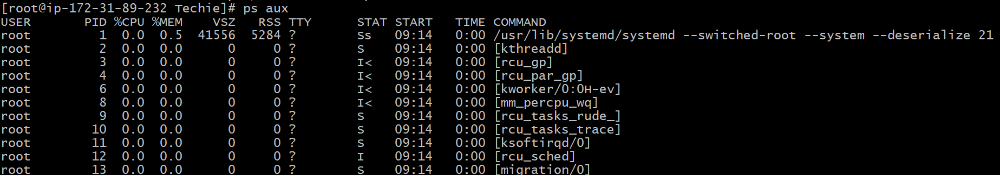 [root@ip-172-31-89-232 Techie]# ps aux
USER       PID %CPU %MEM    VSZ   RSS TTY      STAT START   TIME COMMAND
root         1  0.0  0.5  41556  5284 ?        Ss   09:14   0:00 /usr/lib/systemd/systemd --switched-root --system --deserialize 21
root         2  0.0  0.0      0     0 ?        S    09:14   0:00 [kthreadd]
root         3  0.0  0.0      0     0 ?        I<   09:14   0:00 [rcu_gp]
root         4  0.0  0.0      0     0 ?        I<   09:14   0:00 [rcu_par_gp]
root         6  0.0  0.0      0     0 ?        I<   09:14   0:00 [kworker/0:0H-ev]
root         8  0.0  0.0      0     0 ?        I<   09:14   0:00 [mm_percpu_wq]
root         9  0.0  0.0      0     0 ?        S    09:14   0:00 [rcu_tasks_rude_]
root        10  0.0  0.0      0     0 ?        S    09:14   0:00 [rcu_tasks_trace]
root        11  0.0  0.0      0     0 ?        S    09:14   0:00 [ksoftirqd/0]
root        12  0.0  0.0      0     0 ?        I    09:14   0:00 [rcu_sched]
root        13  0.0  0.0      0     0 ?        S    09:14   0:00 [migration/0]